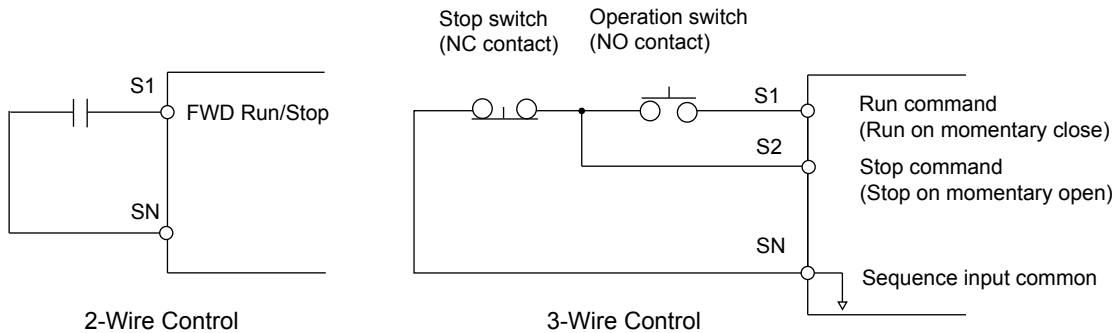 S1
FWD Run/Stop
SN
2-Wire Control
Stop switch
(NC contact)
Operation switch
(NO contact)
S1
Run command
(Run on momentary close)
S2
Stop command
(Stop on momentary open)
SN
Sequence input common
3-Wire Control